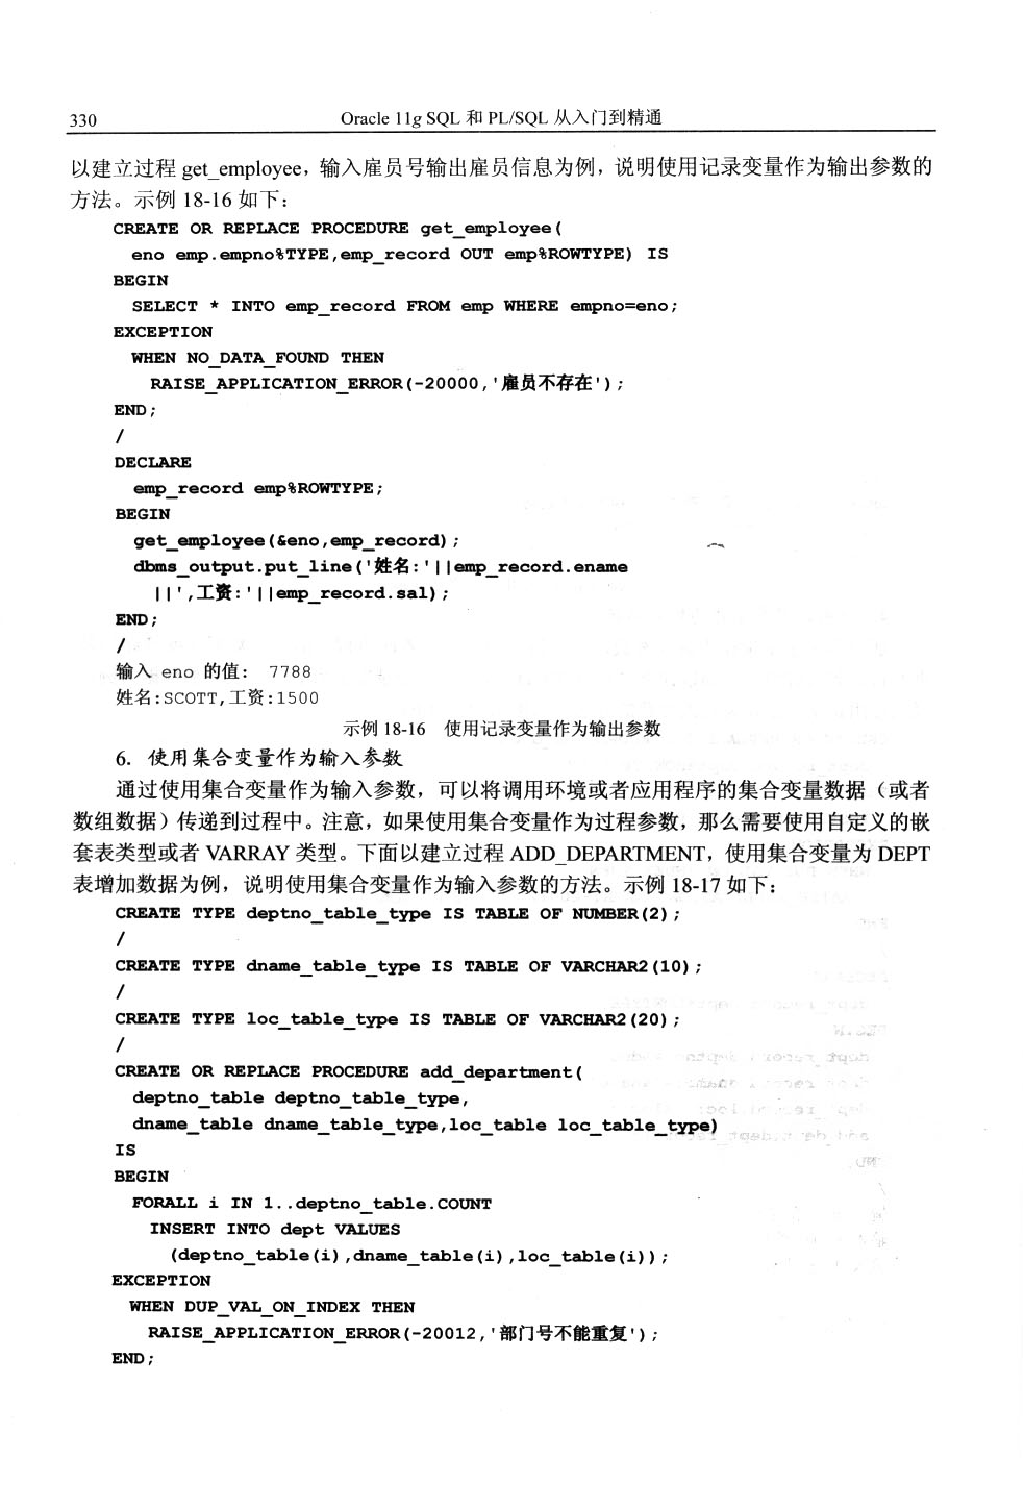 330
Oracle 11g SQL 和 PL/SQL 从入门到精通
以建立过程 get_employee，输入雇员号输出雇员信息为例，说明使用记录变量作为输出参数的
方法。示例 18-16 如下：
CREATE OR REPLACE PROCEDURE get_employee(
eno emp.empno%TYPE,emp_record OUT emp%ROWTYPE) IS
BEGIN
SELECT * INTO emp_record FROM emp WHERE empno=eno;
EXCEPTION
WHEN NO_DATA_FOUND THEN
RAISE_APPLICATION_ERROR(-20000,'雇员不存在');
END;
/
DECLARE
emp_record emp%ROWTYPE;
BEGIN
get_employee(&eno,emp_record);
dbms_output.put_line('姓名:'||emp_record.ename
||',工资:'||emp_record.sal);
END;
/
输入 eno 的值: 7788
姓名:SCOTT,工资:1500
示例 18-16 使用记录变量作为输出参数
6. 使用集合变量作为输入参数
通过使用集合变量作为输入参数，可以将调用环境或者应用程序的集合变量数据（或者
数组数据）传递到过程中。注意，如果使用集合变量作为过程参数，那么需要使用自定义的嵌
套表类型或者 VARRAY 类型。下面以建立过程 ADD_DEPARTMENT，使用集合变量为 DEPT
表增加数据为例，说明使用集合变量作为输入参数的方法。示例 18-17 如下：
CREATE TYPE deptno_table_type IS TABLE OF NUMBER(2);
/
CREATE TYPE dname_table_type IS TABLE OF VARCHAR2(10);
/
CREATE TYPE loc_table_type IS TABLE OF VARCHAR2(20);
/
CREATE OR REPLACE PROCEDURE add_department(
deptno_table deptno_table_type,
dname_table dname_table_type,loc_table loc_table_type)
IS
BEGIN
FORALL i IN 1..deptno_table.COUNT
INSERT INTO dept VALUES
(deptno_table(i),dname_table(i),loc_table(i));
EXCEPTION
WHEN DUP_VAL_ON_INDEX THEN
RAISE_APPLICATION_ERROR(-20012,'部门号不能重复');
END;